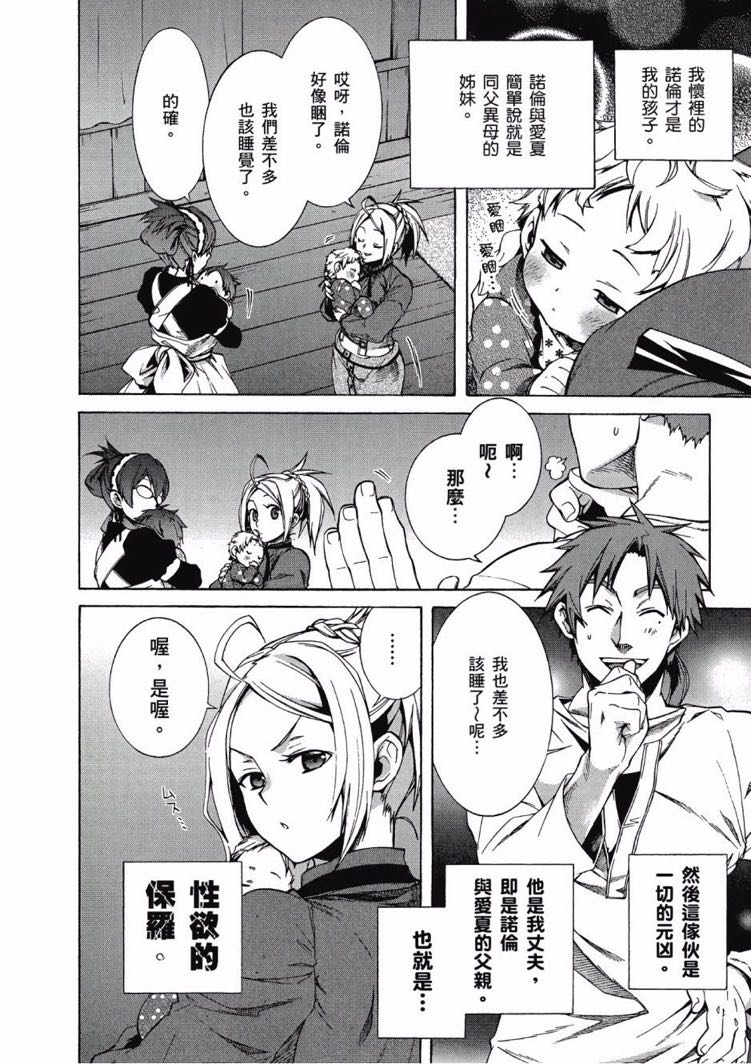 我懷裡的
諾倫才是
我的孩子。
愛睏
愛睏…
諾倫與愛夏
簡單說就是
同父異母的
姊妹。
哎呀，諾倫
好像睏了。
我們差不多
也該睡覺了。
的確。
啊…
呃~
那麼…
我也差不多
該睡了~呢…
然後這傢伙是
一切的元凶。
他是我丈夫，
即是諾倫
與愛夏的父親。
也就是…
……
喔，是喔。
ムス…
性欲的
保羅。